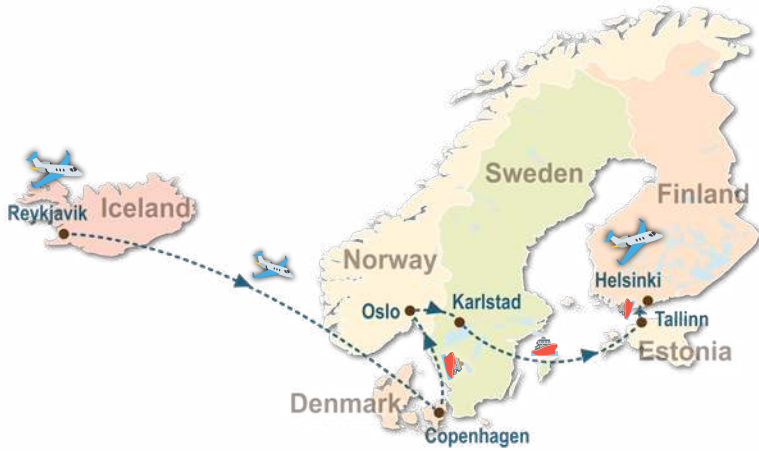 Sweden
Finland
Reykjavik
Iceland
Norway
Helsinki
Oslo
Karlstad
Tallinn
Estonia
Denmark
Copenhagen